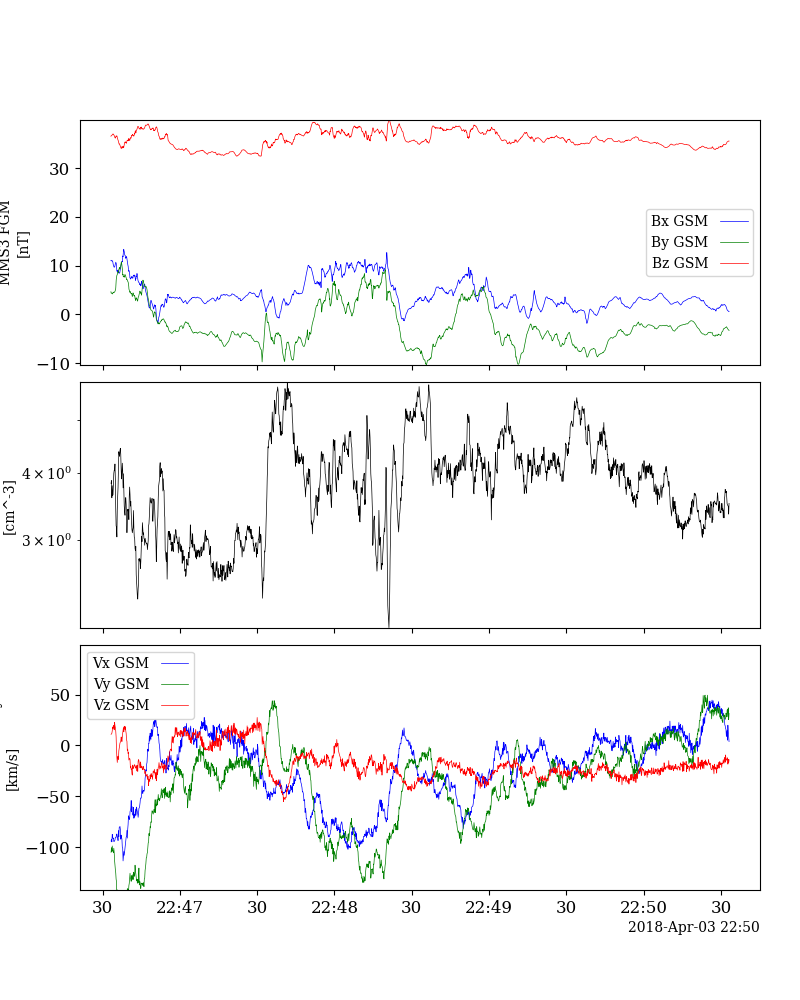 30
20
10
0
−10
MMS3 FGM
[nT]
Bx GSM
By GSM
Bz GSM
4 × 10⁰
3 × 10⁰
[cm^-3]
Vx GSM
Vy GSM
Vz GSM
50
0
−50
−100
[km/s]
30 22:47 30 22:48 30 22:49 30 22:50 30
2018-Apr-03 22:50